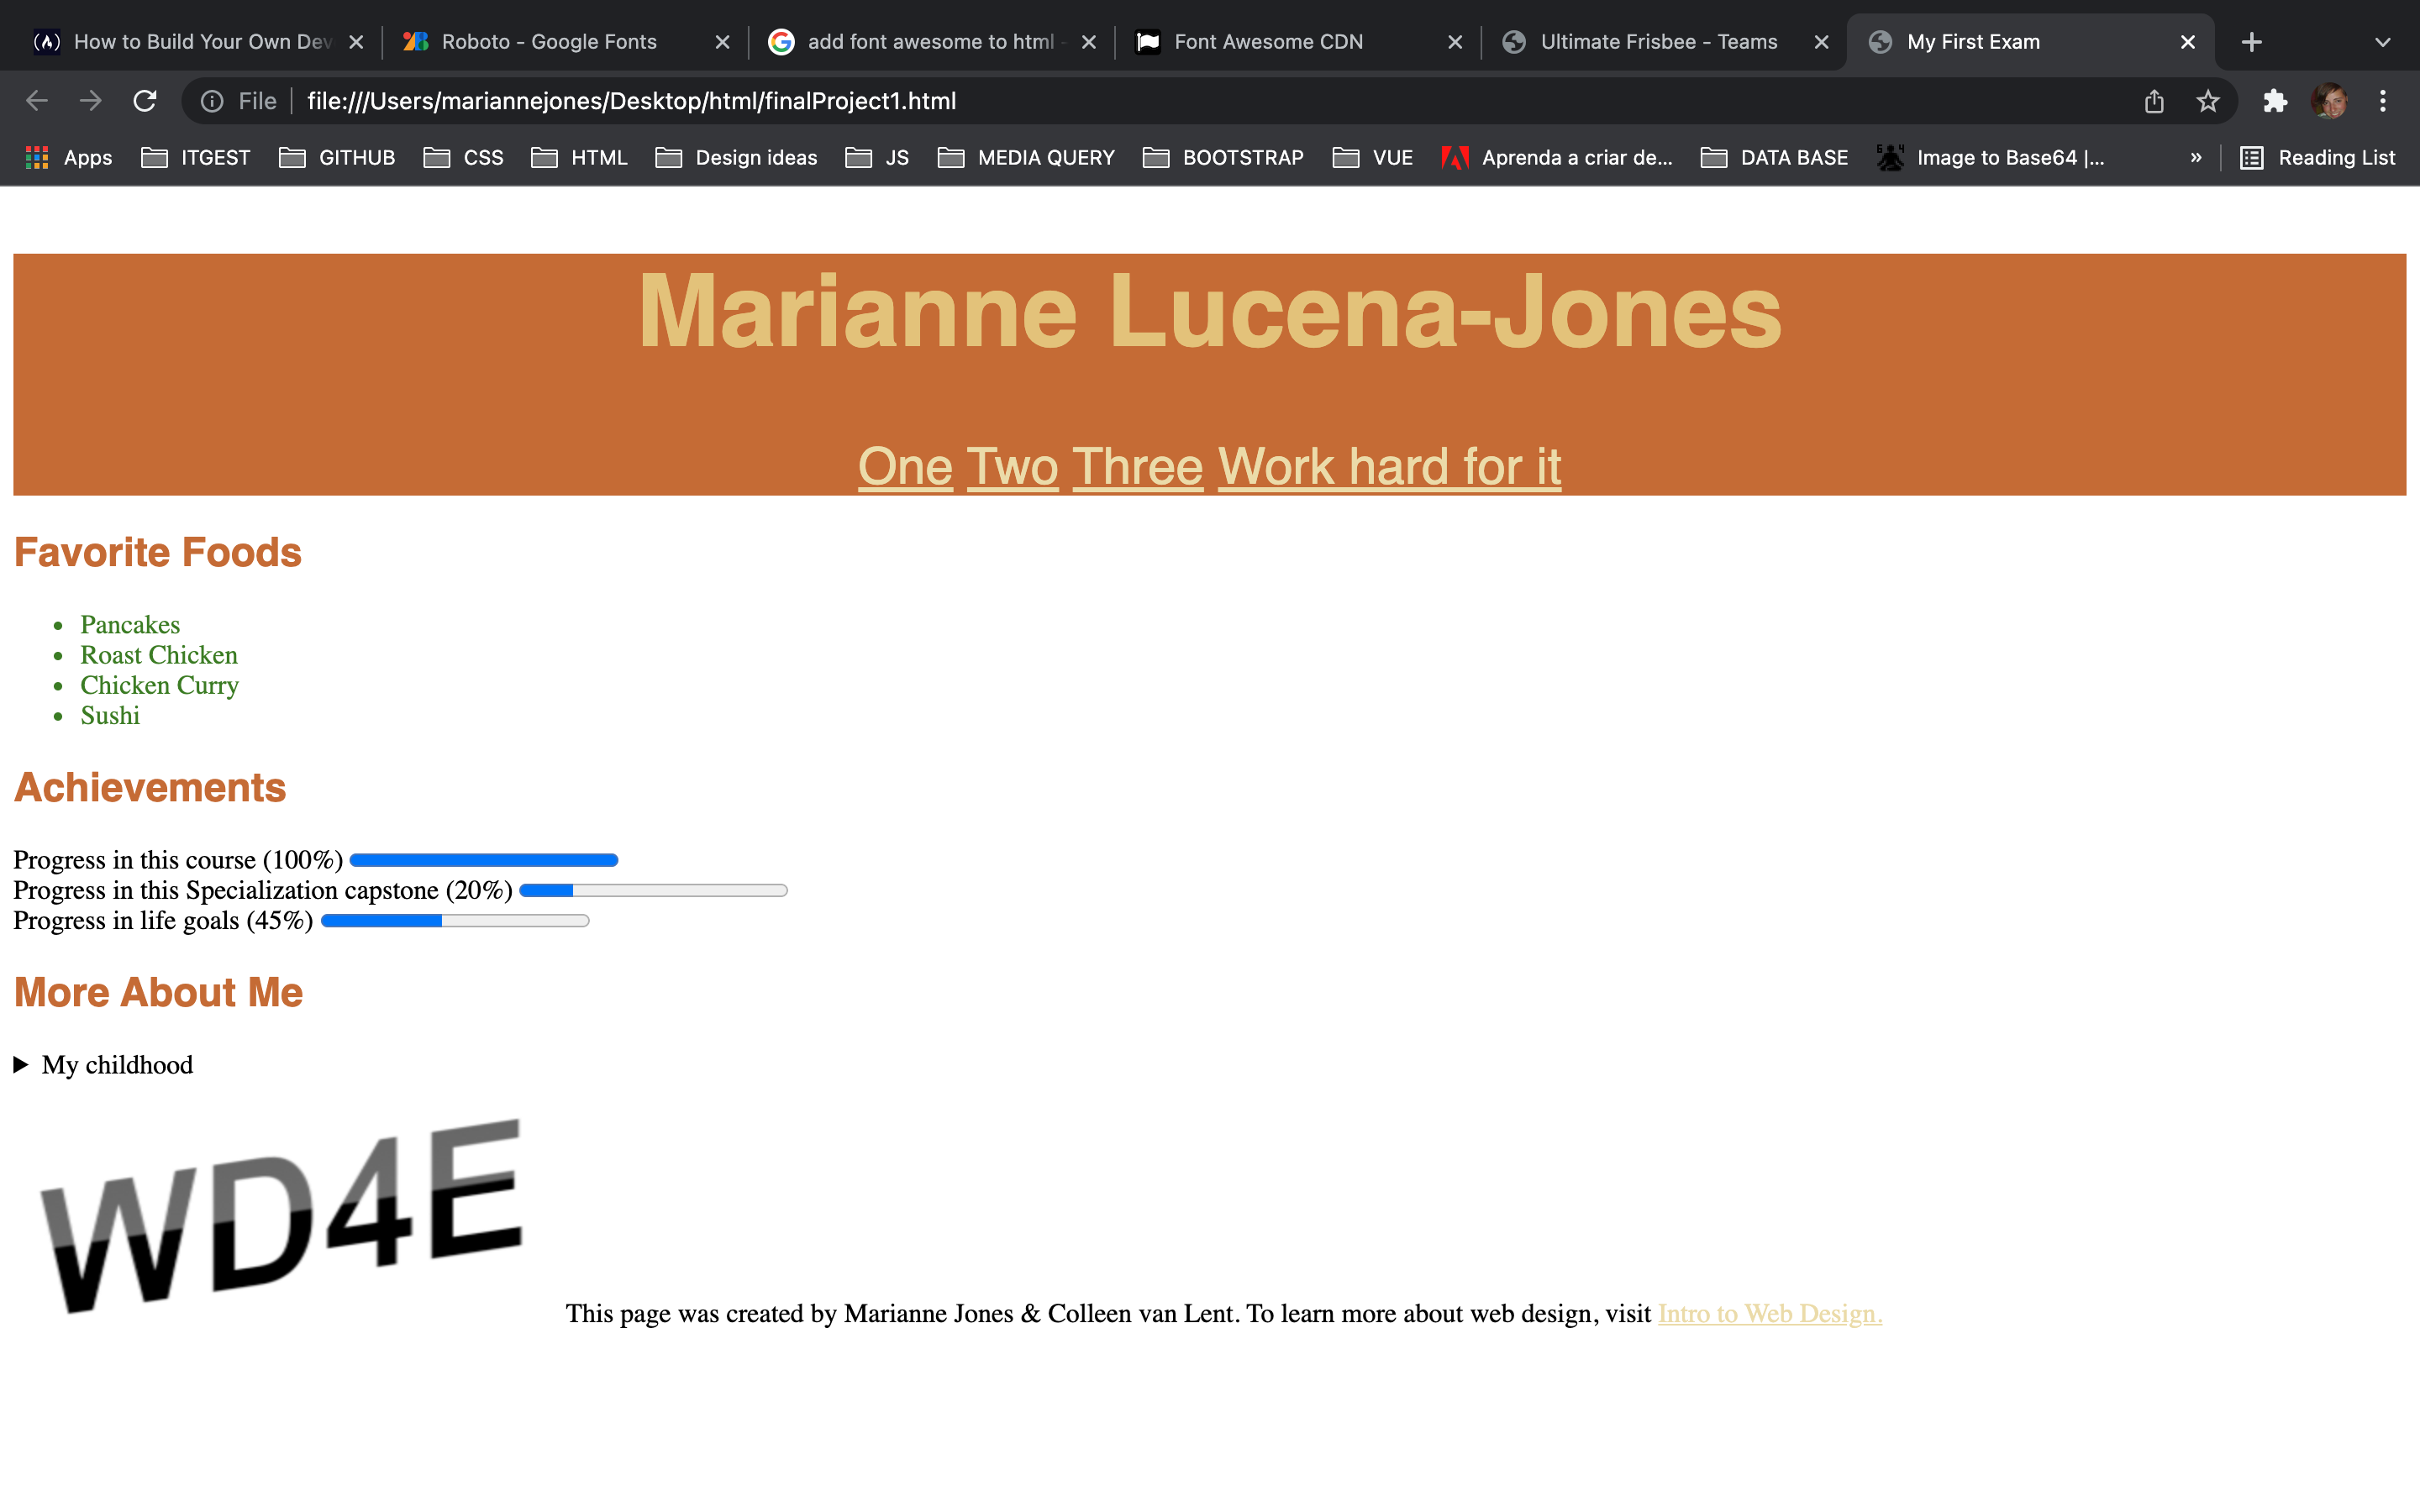 How to Build Your Own Dev
Roboto - Google Fonts
add font awesome to html -
Font Awesome CDN
Ultimate Frisbee - Teams
My First Exam
File
file:///Users/mariannejones/Desktop/html/finalProject1.html
Apps
ITGEST
GITHUB
CSS
HTML
Design ideas
JS
MEDIA QUERY
BOOTSTRAP
VUE
Aprenda a criar de...
DATA BASE
Image to Base64 |...
»
Reading List
Marianne Lucena-Jones
One Two Three Work hard for it
Favorite Foods
• Pancakes
• Roast Chicken
• Chicken Curry
• Sushi
Achievements
Progress in this course (100%)
Progress in this Specialization capstone (20%)
Progress in life goals (45%)
More About Me
My childhood
WD4E
This page was created by Marianne Jones & Colleen van Lent. To learn more about web design, visit Intro to Web Design.